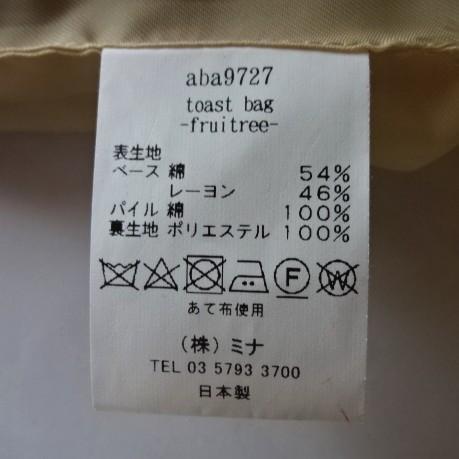 aba9727
toast bag
-fruitree-
表生地
ベース 綿 54%
レーヨン 46%
パイル 綿 100%
裏生地 ポリエステル 100%
F W
あて布使用
(株) ミナ
TEL 03 5793 3700
日本製